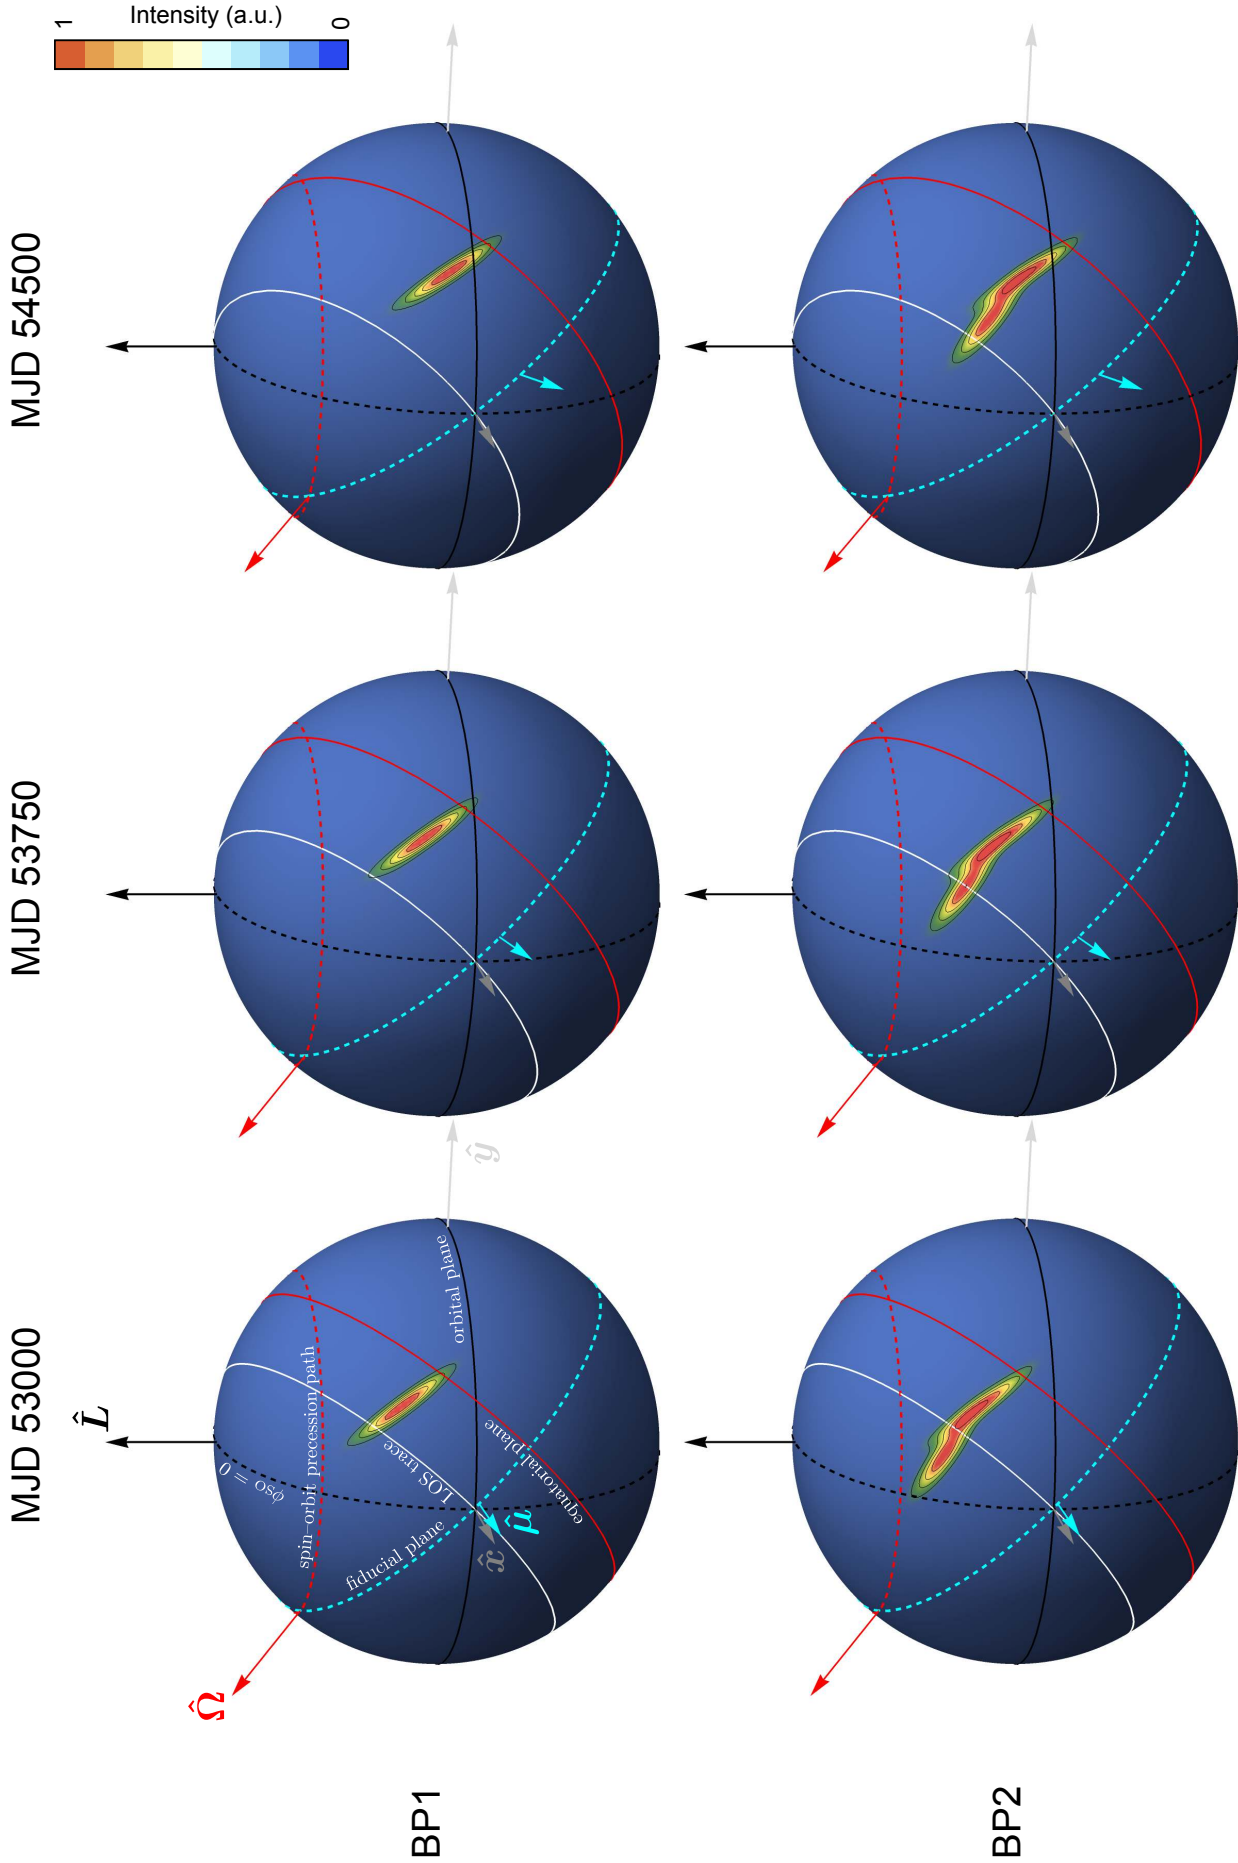 MJD 53000
MJD 53750
MJD 54500
1
Intensity (a.u.)
0
L̂
Ω̂
φSO = 0
spin–orbit precession path
fiducial plane
LOS trace
orbital plane
equatorial plane
x̂
μ̂
ŷ
BP1
BP2